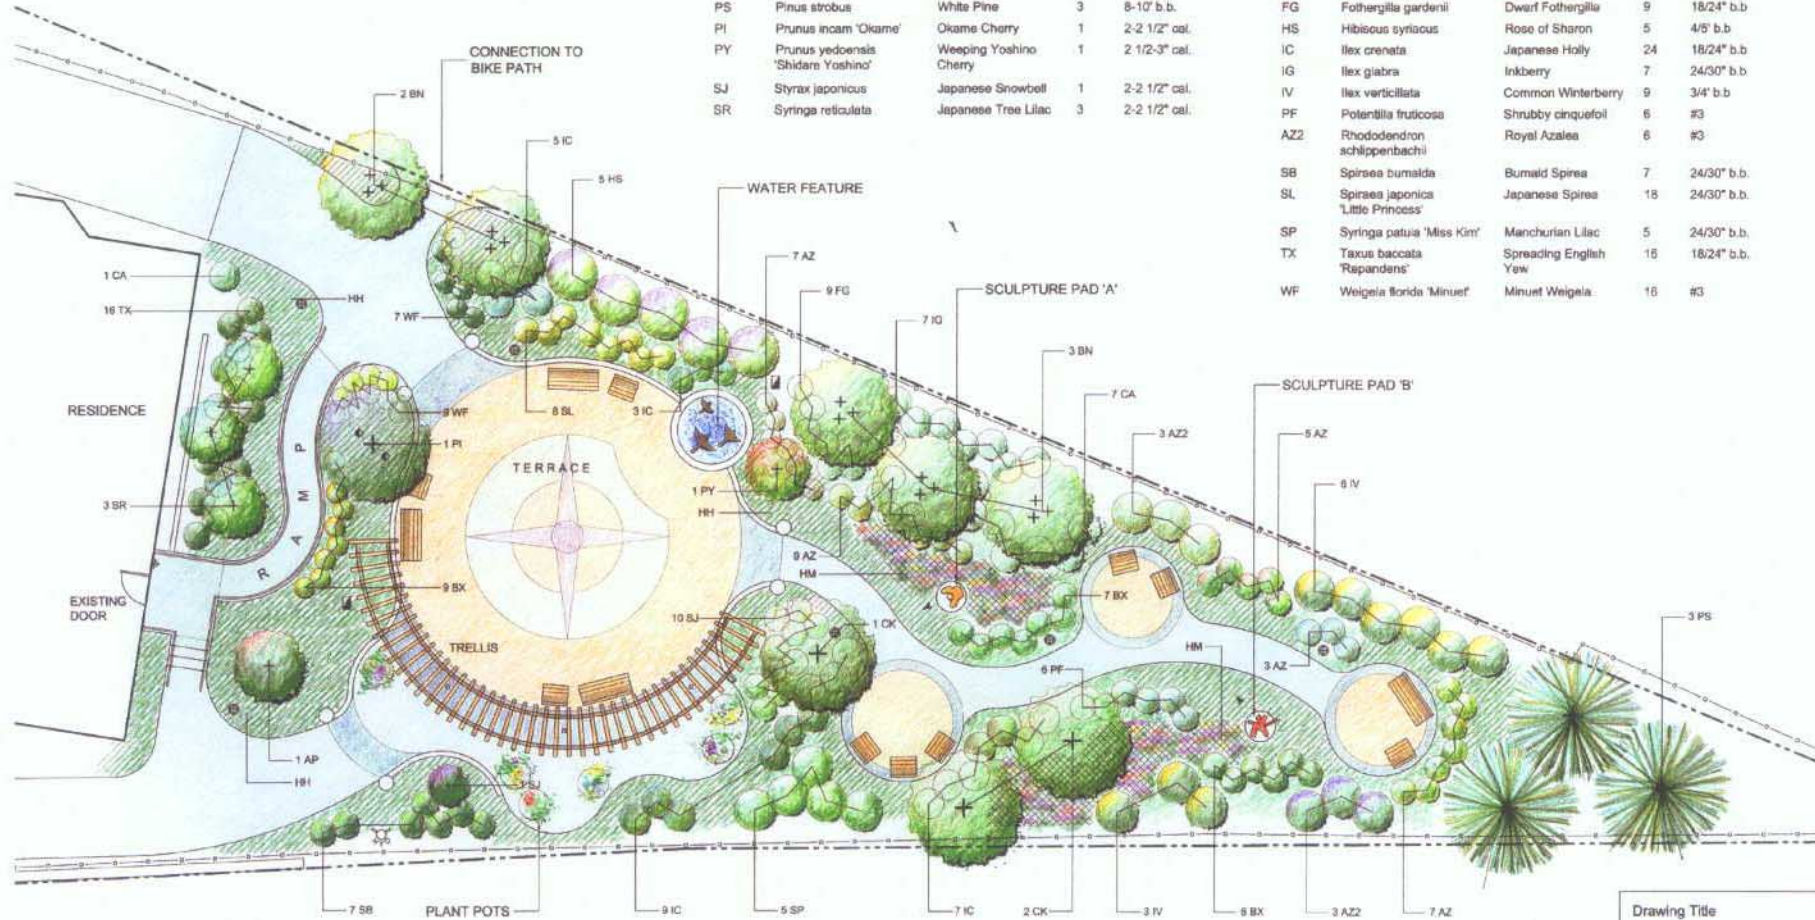 PS Pinus strobus White Pine 3 8-10' b.b.
PI Prunus incam 'Okame' Okame Cherry 1 2-2 1/2" cal.
PY Prunus yedoensis Weeping Yoshino 1 2 1/2-3" cal.
'Shidare Yoshino' Cherry
SJ Styrax japonicus Japanese Snowbell 1 2-2 1/2" cal.
SR Syringa reticulata Japanese Tree Lilac 3 2-2 1/2" cal.
FG Fothergilla gardenii Dwarf Fothergilla 9 18/24" b.b
HS Hibiscus syriacus Rose of Sharon 5 4/5' b.b
IC Ilex crenata Japanese Holly 24 18/24" b.b
IG Ilex glabra Inkberry 7 24/30" b.b
IV Ilex verticillata Common Winterberry 9 3/4' b.b
PF Potentilla fruticosa Shrubby cinquefoil 6 #3
AZ2 Rhododendron Royal Azalea 6 #3
schlippenbachii
SB Spiraea bumalda Bumald Spirea 7 24/30" b.b.
SL Spiraea japonica Japanese Spirea 18 24/30" b.b.
'Little Princess'
SP Syringa patula 'Miss Kim' Manchurian Lilac 5 24/30" b.b.
TX Taxus baccata Spreading English 16 18/24" b.b.
'Repandens' Yew
WF Weigela florida 'Minuet' Minuet Weigela 16 #3
CONNECTION TO
BIKE PATH
2 BN
5 IC
5 HS
WATER FEATURE
7 AZ
9 FG
SCULPTURE PAD 'A'
1 CA
HH
16 TX
7 WF
7 IG
3 BN
SCULPTURE PAD 'B'
7 CA
RESIDENCE
9 WF
8 SL
3 IC
3 AZ2
5 AZ
1 PI
TERRACE
6 IV
1 PY
HH
3 SR
RAMP
9 AZ
HM
EXISTING
DOOR
9 BX
7 BX
10 SJ
1 CK
3 PS
TRELLIS
HM
3 AZ
6 PF
1 AP
HH
1 SJ
7 SB
PLANT POTS
9 IC
5 SP
7 IC
2 CK
3 IV
6 BX
3 AZ2
7 AZ
Drawing Title